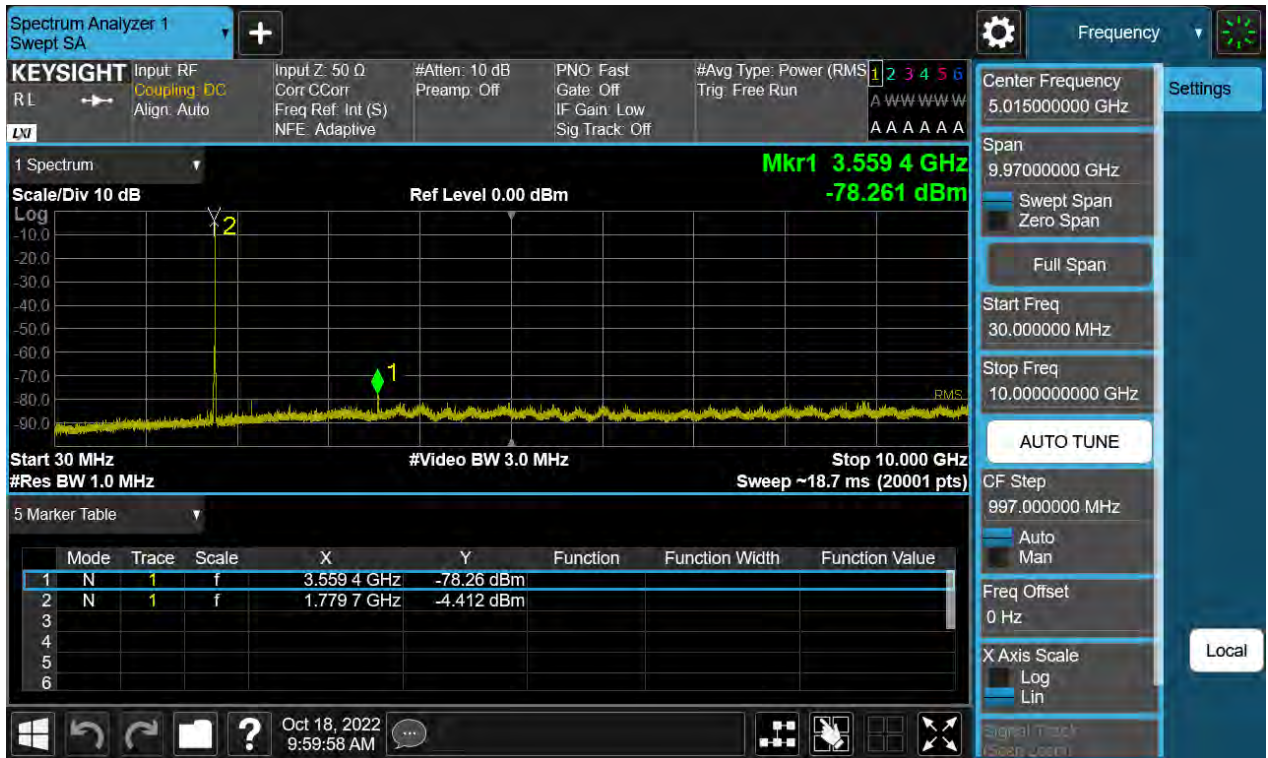 Spectrum Analyzer 1
Swept SA
+
Frequency
KEYSIGHT
RL
LXI
Input: RF
Coupling: DC
Align: Auto
Input Z: 50 Ω
Corr CCorr
Freq Ref: Int (S)
NFE: Adaptive
#Atten: 10 dB
Preamp: Off
PNO: Fast
Gate: Off
IF Gain: Low
Sig Track: Off
#Avg Type: Power (RMS
Trig: Free Run
1 2 3 4 5 6
A W W W W W
A A A A A A
1 Spectrum
Scale/Div 10 dB
Ref Level 0.00 dBm
Mkr1 3.559 4 GHz
-78.261 dBm
Log
-10.0
-20.0
-30.0
-40.0
-50.0
-60.0
-70.0
-80.0
-90.0
2
1
RMS
Start 30 MHz
#Video BW 3.0 MHz
Stop 10.000 GHz
#Res BW 1.0 MHz
Sweep ~18.7 ms (20001 pts)
5 Marker Table
Mode Trace Scale X Y Function Function Width Function Value
1 N 1 f 3.559 4 GHz -78.26 dBm
2 N 1 f 1.779 7 GHz -4.412 dBm
3
4
5
6
Center Frequency
5.015000000 GHz
Span
9.97000000 GHz
Swept Span
Zero Span
Full Span
Start Freq
30.000000 MHz
Stop Freq
10.000000000 GHz
AUTO TUNE
CF Step
997.000000 MHz
Auto
Man
Freq Offset
0 Hz
X Axis Scale
Log
Lin
Signal Track
(Span Zoom)
Settings
Local
?
Oct 18, 2022
9:59:58 AM